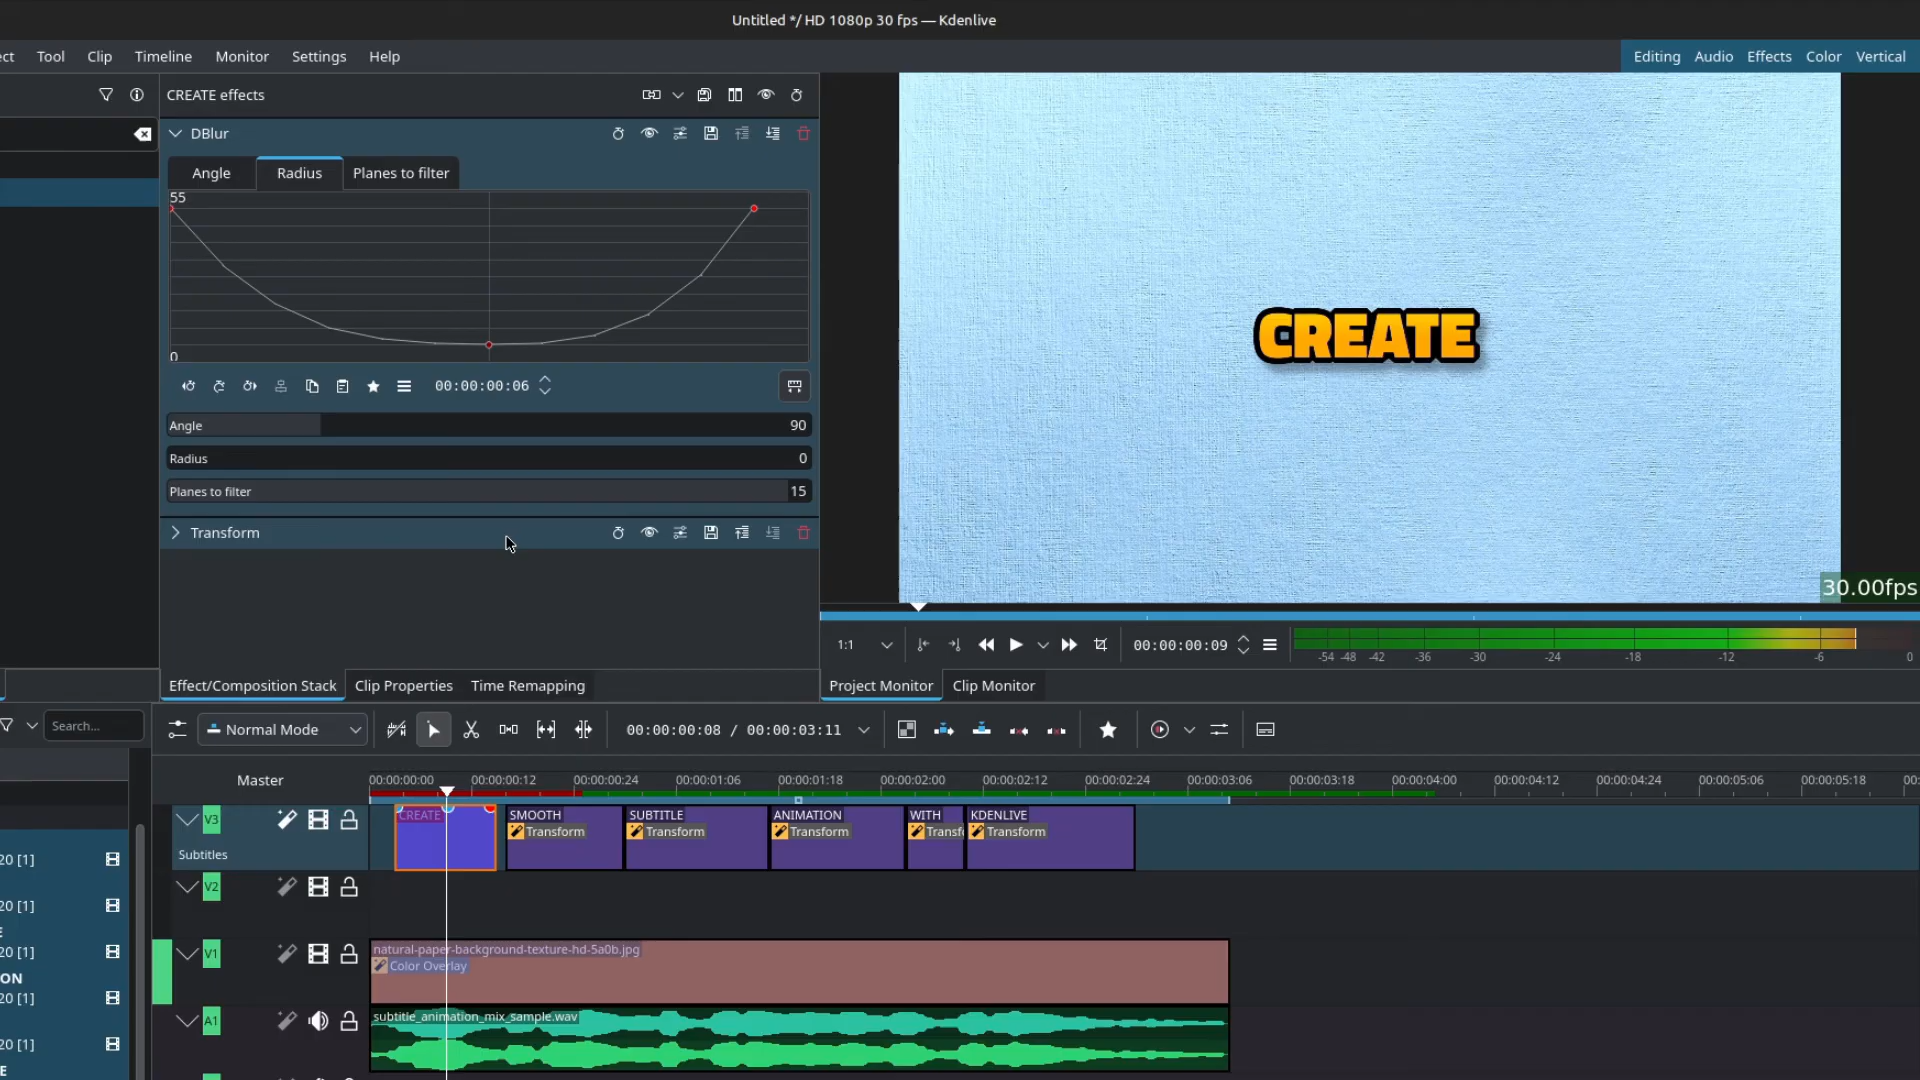 Untitled */ HD 1080p 30 fps — Kdenlive
ect Tool Clip Timeline Monitor Settings Help
Editing Audio Effects Color Vertical
CREATE effects
DBlur
Angle Radius Planes to filter
55
0
00:00:00:06
Angle 90
Radius 0
Planes to filter 15
Transform
CREATE
30.00fps
1:1 00:00:00:09
-54 -48 -42 -36 -30 -24 -18 -12 -6 0
Effect/Composition Stack Clip Properties Time Remapping
Project Monitor Clip Monitor
Search...
Normal Mode
00:00:00:08 / 00:00:03:11
Master
00:00:00:00 00:00:00:12 00:00:00:24 00:00:01:06 00:00:01:18 00:00:02:00 00:00:02:12 00:00:02:24 00:00:03:06 00:00:03:18 00:00:04:00 00:00:04:12 00:00:04:24 00:00:05:06 00:00:05:18 00:
V3
Subtitles
CREATE
SMOOTH
Transform
SUBTITLE
Transform
ANIMATION
Transform
WITH
Transf
KDENLIVE
Transform
V2
V1
natural-paper-background-texture-hd-5a0b.jpg
Color Overlay
A1
subtitle_animation_mix_sample.wav
20 [1]
20 [1]
E
20 [1]
ON
20 [1]
20 [1]
E